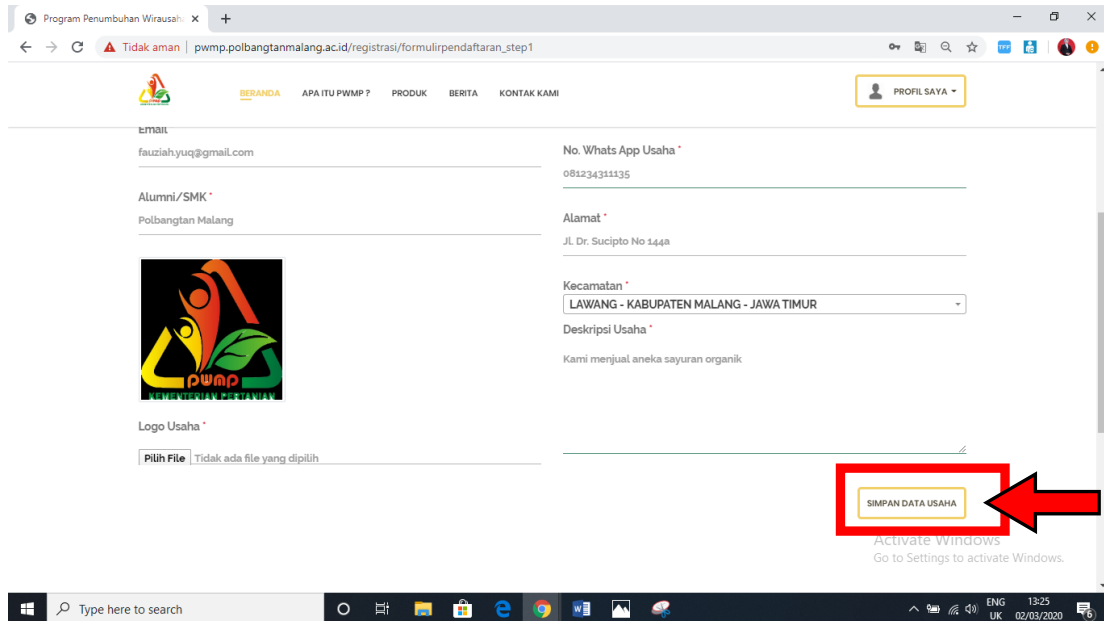 Program Penumbuhan Wirausah
Tidak aman | pwmp.polbangtanmalang.ac.id/registrasi/formulirpendaftaran_step1
BERANDA APA ITU PWMP ? PRODUK BERITA KONTAK KAMI
PROFIL SAYA
Email
fauziah.yuq@gmail.com
Alumni/SMK *
Polbangtan Malang
pwmp
KEMENTERIAN PERTANIAN
Logo Usaha *
Pilih File Tidak ada file yang dipilih
No. Whats App Usaha *
081234311135
Alamat *
Jl. Dr. Sucipto No 144a
Kecamatan *
LAWANG - KABUPATEN MALANG - JAWA TIMUR
Deskripsi Usaha *
Kami menjual aneka sayuran organik
SIMPAN DATA USAHA
Activate Windows
Go to Settings to activate Windows.
Type here to search
ENG
UK
13:25
02/03/2020
6